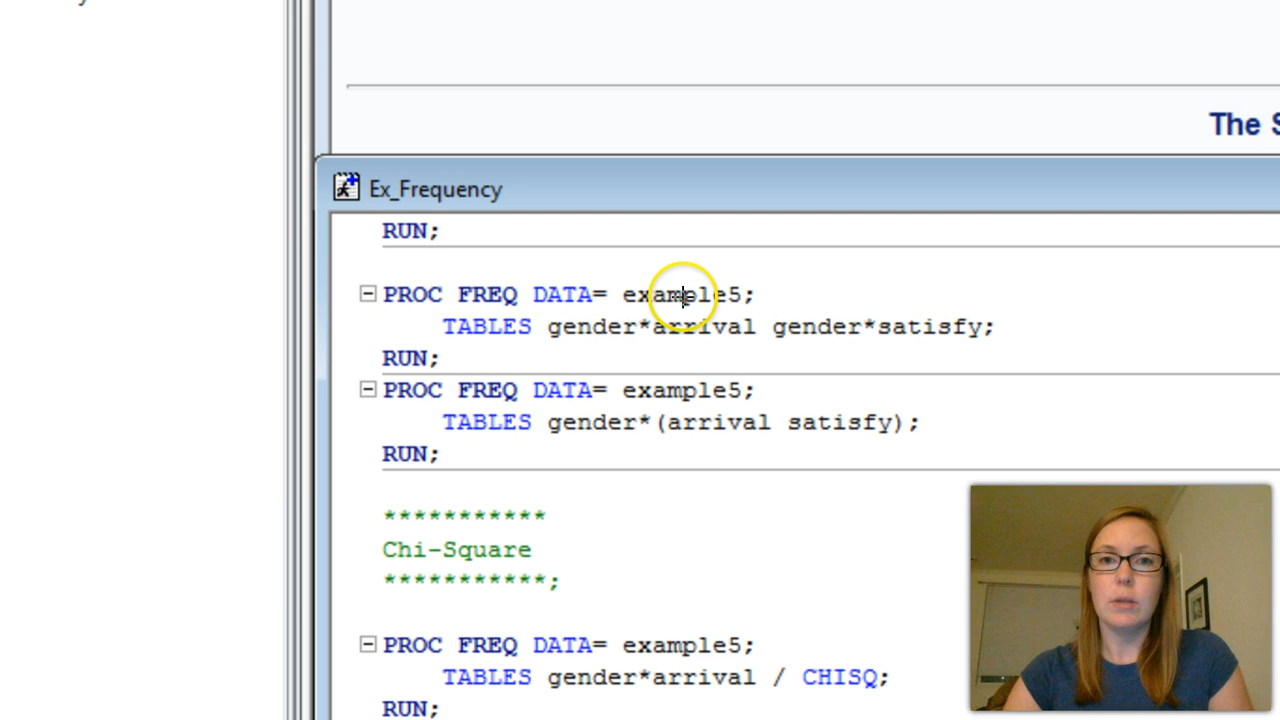 The
Ex_Frequency
RUN;
PROC FREQ DATA= example5;
TABLES gender*arrival gender*satisfy;
RUN;
PROC FREQ DATA= example5;
TABLES gender*(arrival satisfy);
RUN;
***********
Chi-Square
***********;
PROC FREQ DATA= example5;
TABLES gender*arrival / CHISQ;
RUN;